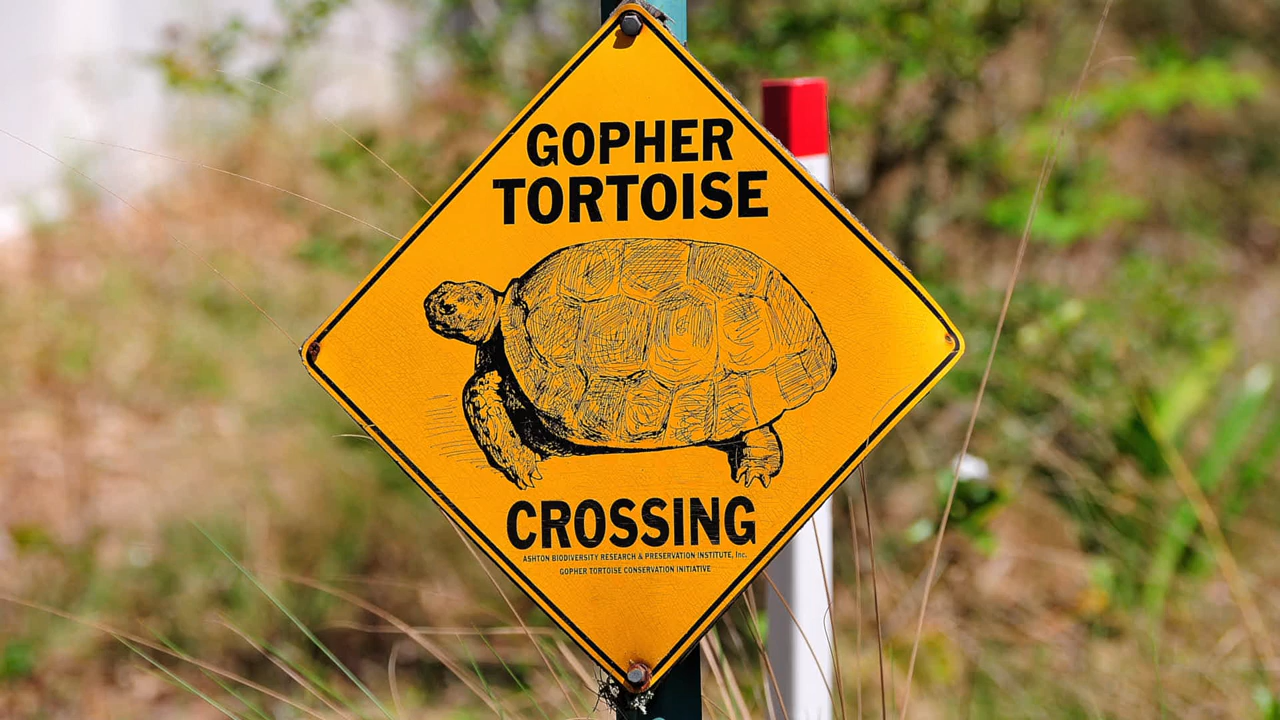 GOPHER
TORTOISE
CROSSING
ASHTON BIODIVERSITY RESEARCH & PRESERVATION INSTITUTE, Inc.
GOPHER TORTOISE CONSERVATION INITIATIVE